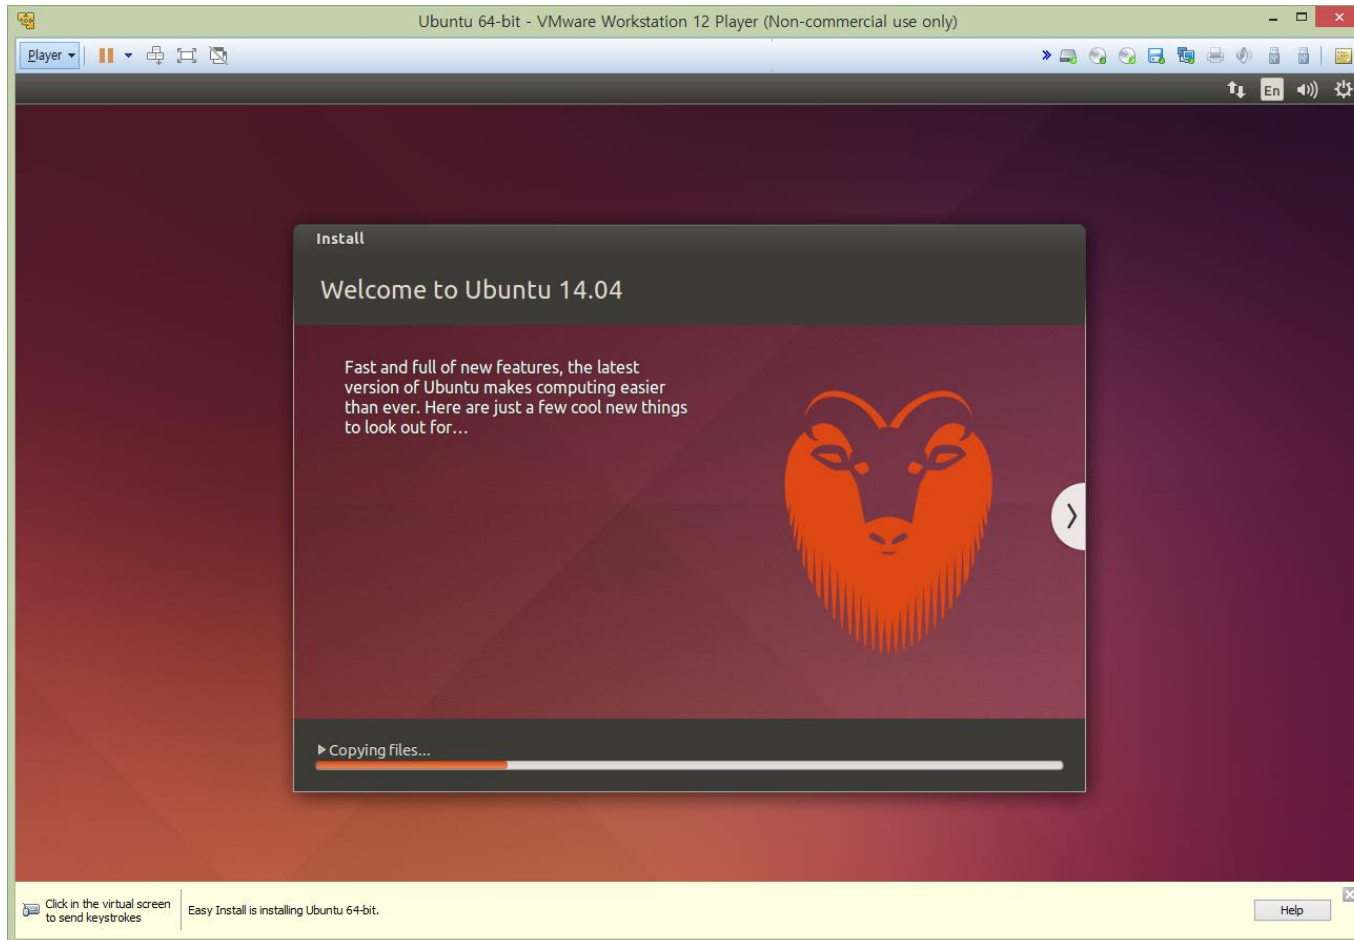 Ubuntu 64-bit - VMware Workstation 12 Player (Non-commercial use only)
Player
En
Install
Welcome to Ubuntu 14.04
Fast and full of new features, the latest
version of Ubuntu makes computing easier
than ever. Here are just a few cool new things
to look out for…
Copying files...
Click in the virtual screen
to send keystrokes
Easy Install is installing Ubuntu 64-bit.
Help